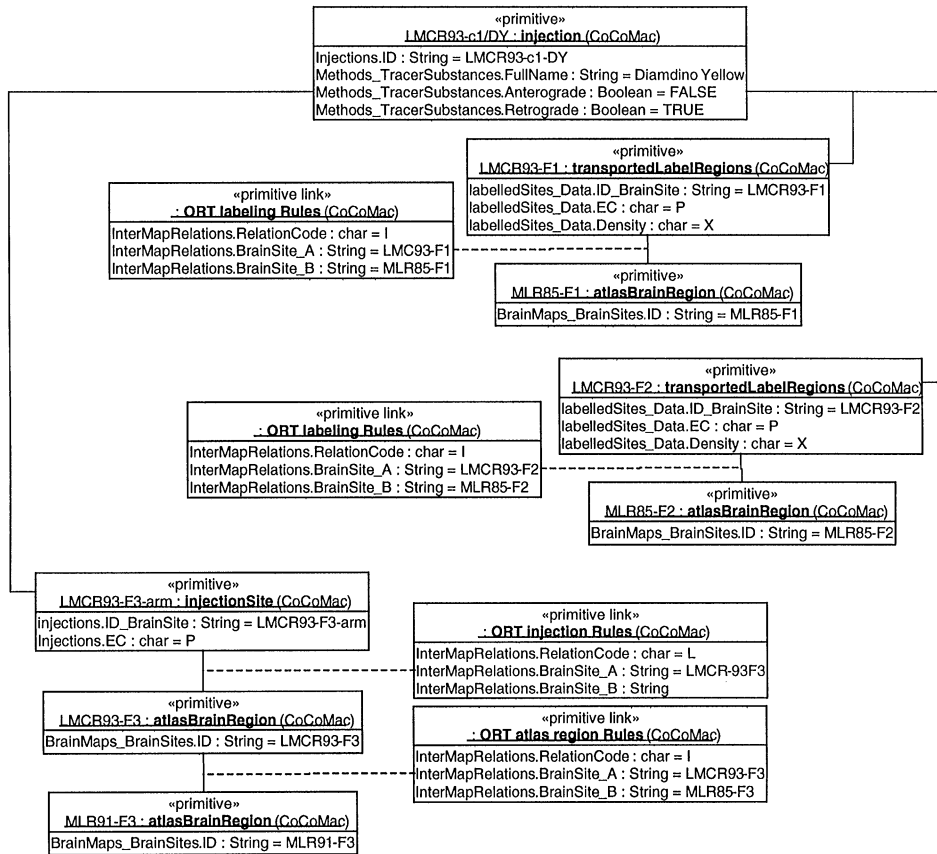 «primitive»
LMCR93-c1/DY : injection (CoCoMac)
Injections.ID : String = LMCR93-c1-DY
Methods_TracerSubstances.FullName : String = Diamdino Yellow
Methods_TracerSubstances.Anterograde : Boolean = FALSE
Methods_TracerSubstances.Retrograde : Boolean = TRUE
«primitive»
LMCR93-F1 : transportedLabelRegions (CoCoMac)
labelledSites_Data.ID_BrainSite : String = LMCR93-F1
labelledSites_Data.EC : char = P
labelledSites_Data.Density : char = X
«primitive link»
: ORT labeling Rules (CoCoMac)
InterMapRelations.RelationCode : char = I
InterMapRelations.BrainSite_A : String = LMC93-F1
InterMapRelations.BrainSite_B : String = MLR85-F1
«primitive»
MLR85-F1 : atlasBrainRegion (CoCoMac)
BrainMaps_BrainSites.ID : String = MLR85-F1
«primitive»
LMCR93-F2 : transportedLabelRegions (CoCoMac)
labelledSites_Data.ID_BrainSite : String = LMCR93-F2
labelledSites_Data.EC : char = P
labelledSites_Data.Density : char = X
«primitive link»
: ORT labeling Rules (CoCoMac)
InterMapRelations.RelationCode : char = I
InterMapRelations.BrainSite_A : String = LMCR93-F2
InterMapRelations.BrainSite_B : String = MLR85-F2
«primitive»
MLR85-F2 : atlasBrainRegion (CoCoMac)
BrainMaps_BrainSites.ID : String = MLR85-F2
«primitive»
LMCR93-F3-arm : injectionSite (CoCoMac)
injections.ID_BrainSite : String = LMCR93-F3-arm
Injections.EC : char = P
«primitive link»
: ORT injection Rules (CoCoMac)
InterMapRelations.RelationCode : char = L
InterMapRelations.BrainSite_A : String = LMCR-93F3
InterMapRelations.BrainSite_B : String
«primitive»
LMCR93-F3 : atlasBrainRegion (CoCoMac)
BrainMaps_BrainSites.ID : String = LMCR93-F3
«primitive link»
: ORT atlas region Rules (CoCoMac)
InterMapRelations.RelationCode : char = I
InterMapRelations.BrainSite_A : String = LMCR93-F3
InterMapRelations.BrainSite_B : String = MLR85-F3
«primitive»
MLR91-F3 : atlasBrainRegion (CoCoMac)
BrainMaps_BrainSites.ID : String = MLR91-F3